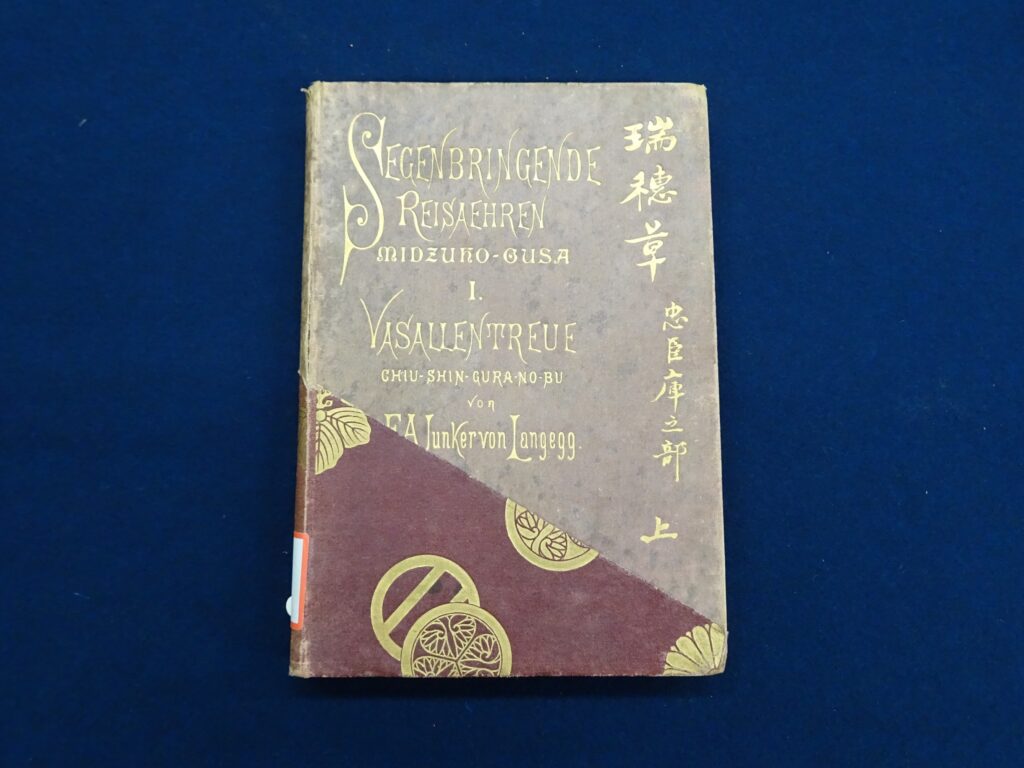 SEGENBRINGENDE
REISAEHREN
MIDZUHO-GUSA
I.
VASALLENTREUE
CHIU-SHIN-GURA-NO-BU
von
F.A. Junker von Langegg.
瑞穗草
忠臣庫之部
上